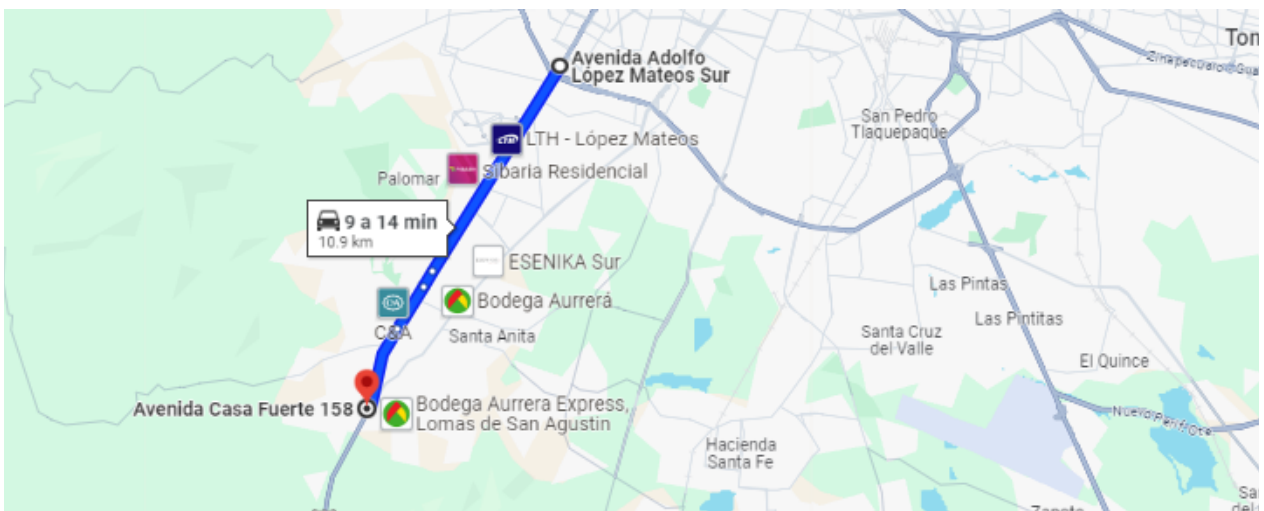 Avenida Adolfo
López Mateos Sur
Ton
LTH - López Mateos
San Pedro
Tlaquepaque
Palomar
Sibaria Residencial
9 a 14 min
10.9 km
ESENIKA Sur
Las Pintas
Bodega Aurrerá
Las Pintitas
C&A
Santa Anita
Santa Cruz
del Valle
El Quince
Avenida Casa Fuerte 158
Bodega Aurrera Express,
Lomas de San Agustin
Nuevo Periférico
Hacienda
Santa Fe